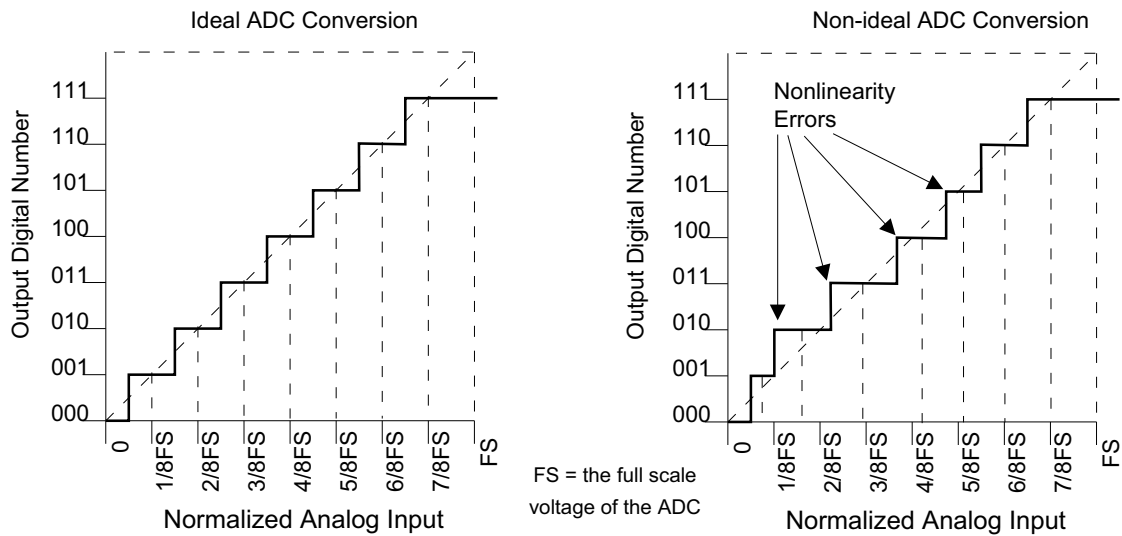 Ideal ADC Conversion
Output Digital Number
111
110
101
100
011
010
001
000
0
1/8FS
2/8FS
3/8FS
4/8FS
5/8FS
6/8FS
7/8FS
FS
Normalized Analog Input
FS = the full scale
voltage of the ADC
Non-ideal ADC Conversion
Nonlinearity
Errors
Output Digital Number
111
110
101
100
011
010
001
000
0
1/8FS
2/8FS
3/8FS
4/8FS
5/8FS
6/8FS
7/8FS
FS
Normalized Analog Input